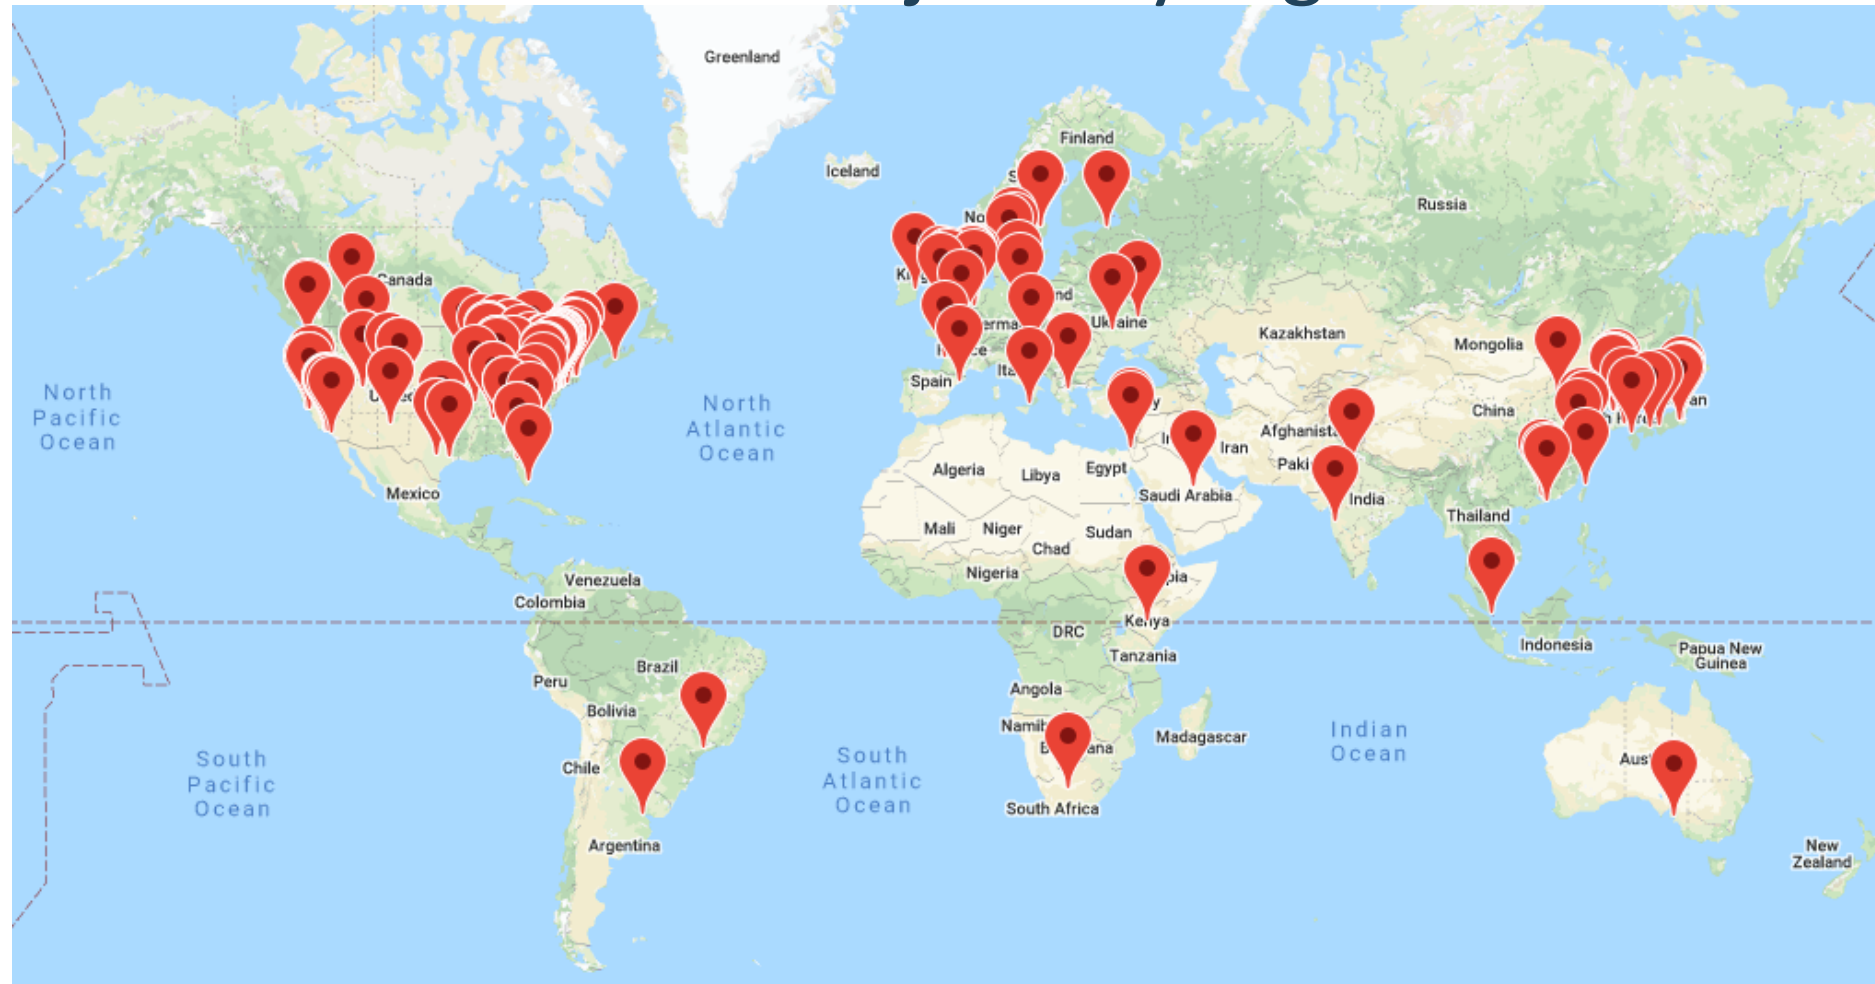 Greenland
Finland
Iceland
Russia
Canada
Ukraine
Kazakhstan
Mongolia
Spain
North
Pacific
Ocean
North
Atlantic
Ocean
China
Iran
Algeria
Libya
Egypt
Mexico
Saudi Arabia
India
Thailand
Mali
Niger
Sudan
Chad
Nigeria
Venezuela
Colombia
Kenya
DRC
Tanzania
Indonesia
Papua New
Guinea
Brazil
Peru
Angola
Bolivia
Madagascar
Indian
Ocean
South
Pacific
Ocean
South
Atlantic
Ocean
Chile
South Africa
Argentina
New
Zealand